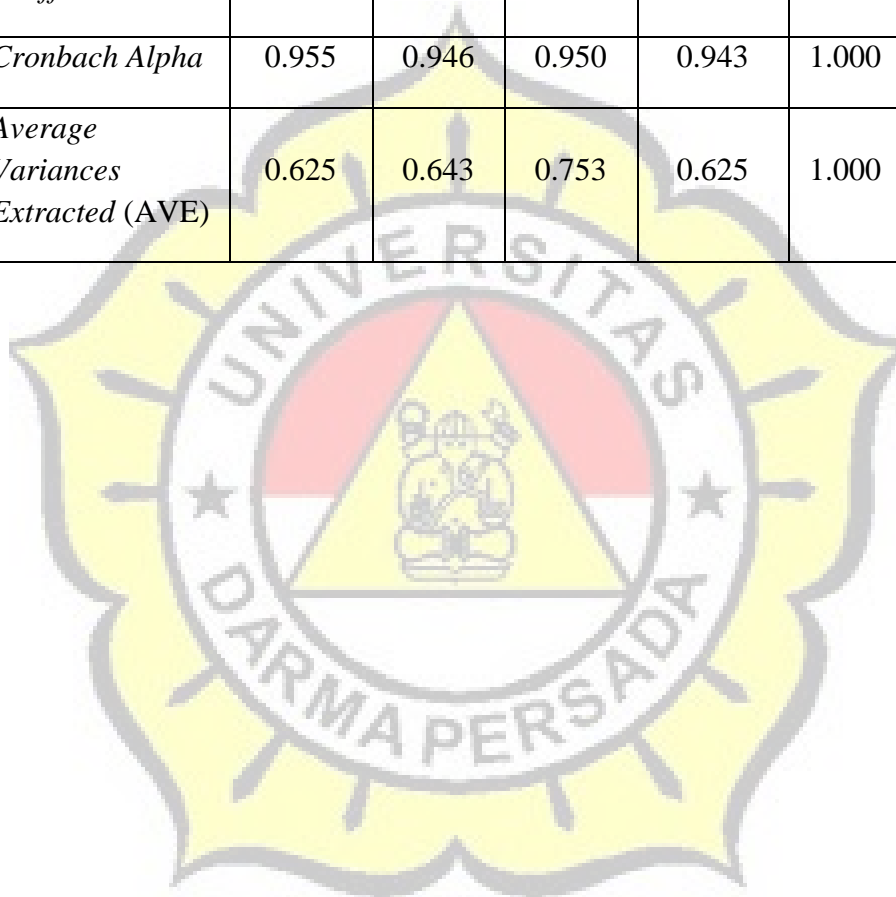 Cronbach Alpha 0.955 0.946 0.950 0.943 1.000
Average
Variances 0.625 0.643 0.753 0.625 1.000
Extracted (AVE)
UNIVERSITAS
DARMA PERSADA